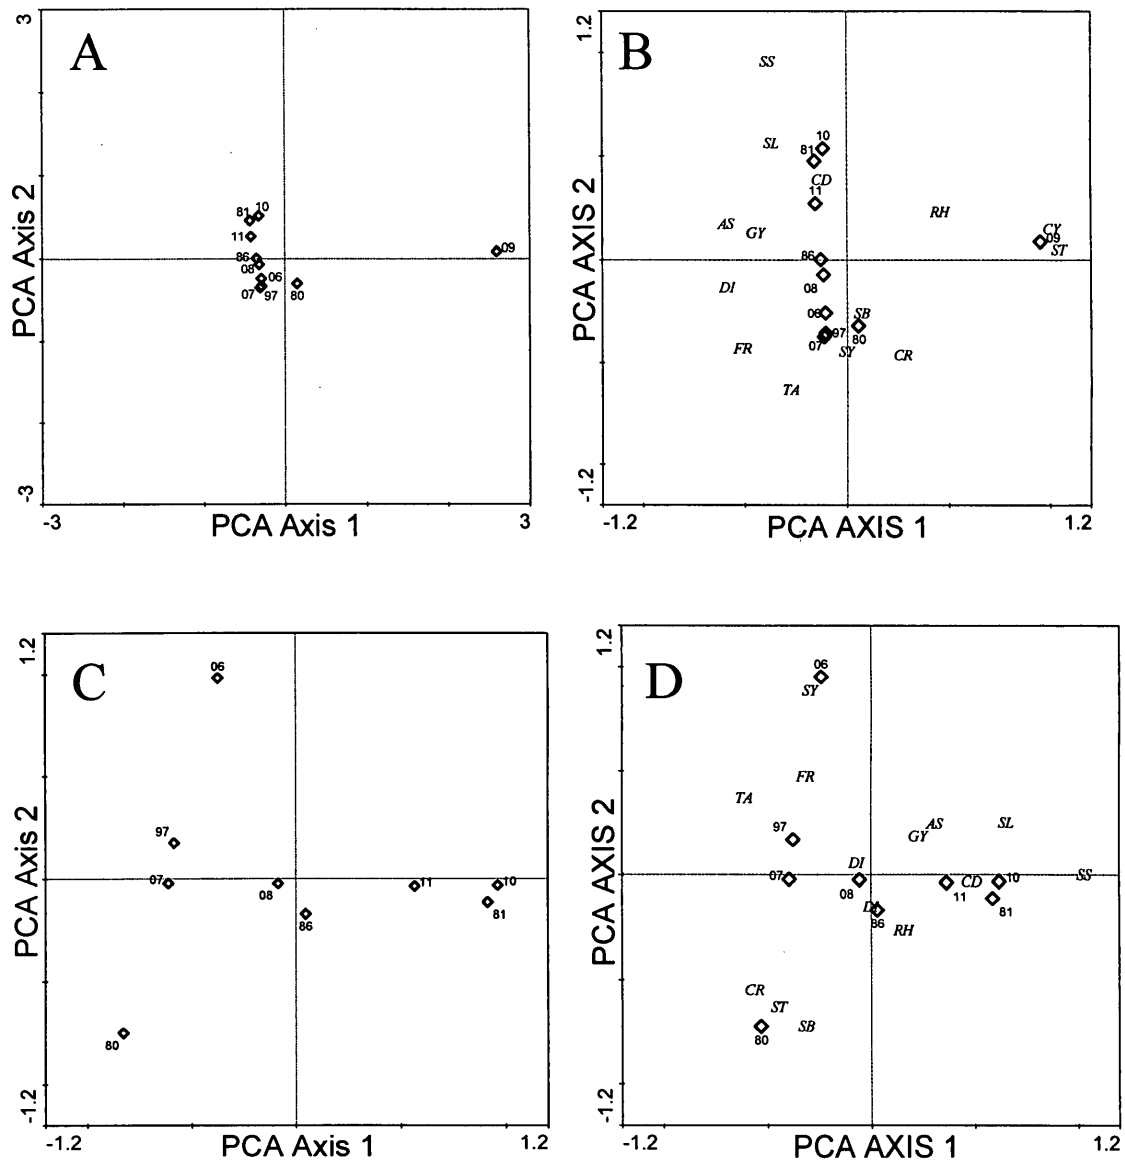 3
A
81
10
11
86
08
06
07
97
80
09
PCA Axis 2
-3
-3
PCA Axis 1
3
1.2
B
SS
SL
10
81
CD
11
RH
AS
GY
CY
09
ST
86
DI
08
06
SB
97
80
07
SY
FR
CR
TA
PCA AXIS 2
-1.2
-1.2
PCA AXIS 1
1.2
1.2
C
06
97
07
08
11
10
86
81
80
PCA Axis 2
-1.2
-1.2
PCA Axis 1
1.2
1.2
D
06
SY
FR
TA
97
AS
GY
SL
DI
07
08
CD
10
SS
11
81
86
RH
CR
ST
SB
80
PCA AXIS 2
-1.2
-1.2
PCA AXIS 1
1.2